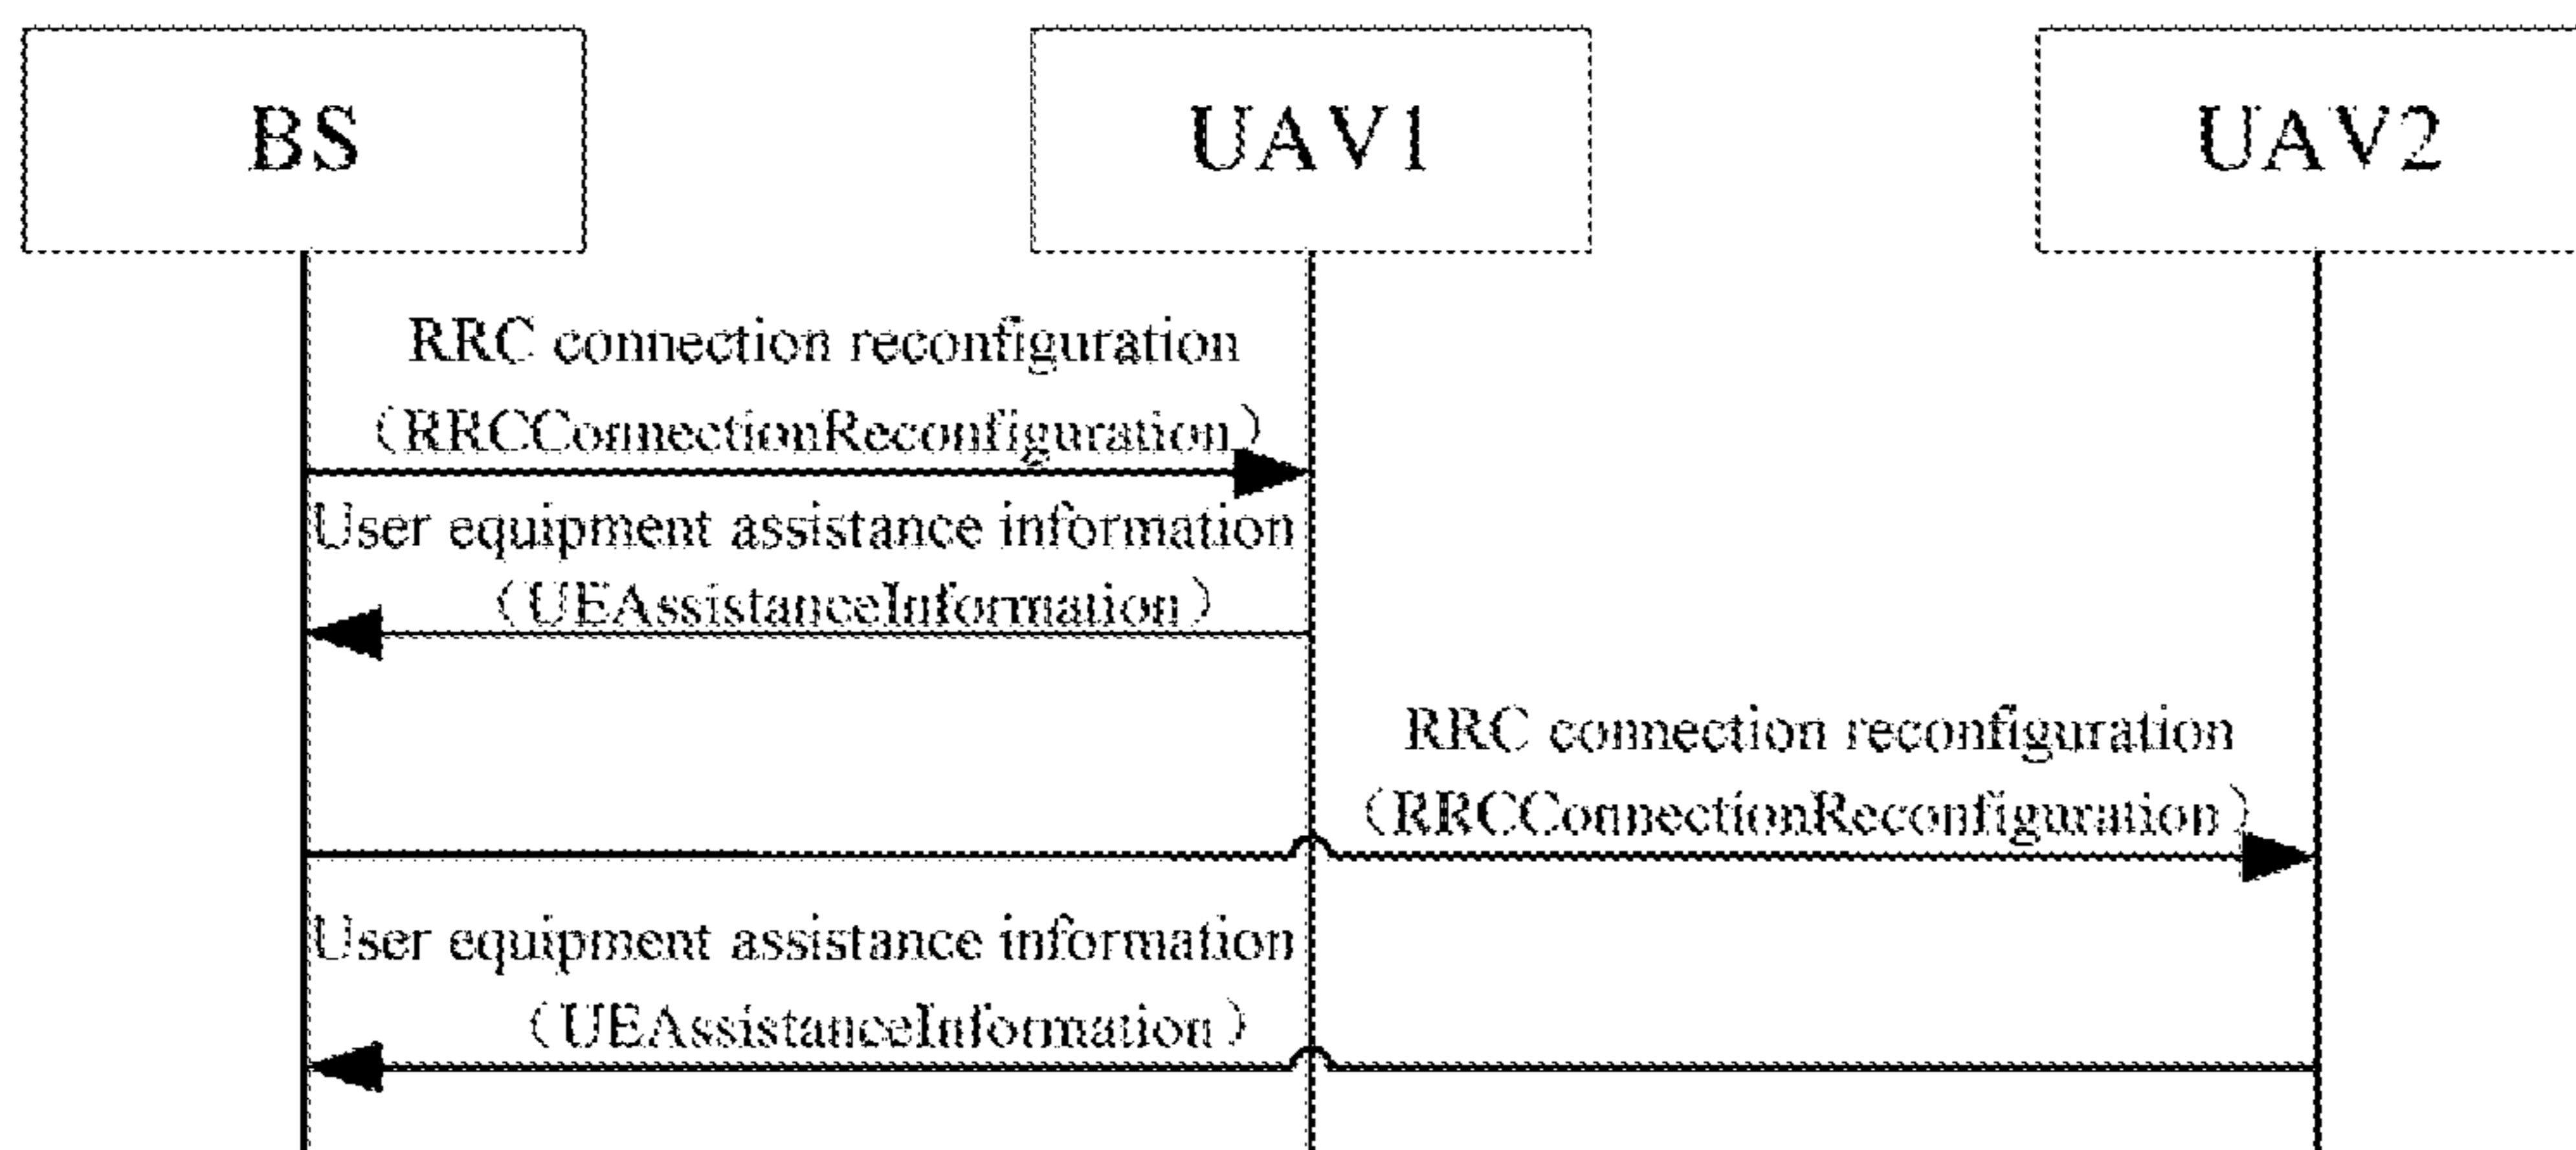 BS
UAV1
UAV2
RRC connection reconfiguration
（RRCConnectionReconfiguration）
User equipment assistance information
（UEAssistanceInformation）
RRC connection reconfiguration
（RRCConnectionReconfiguration）
User equipment assistance information
（UEAssistanceInformation）